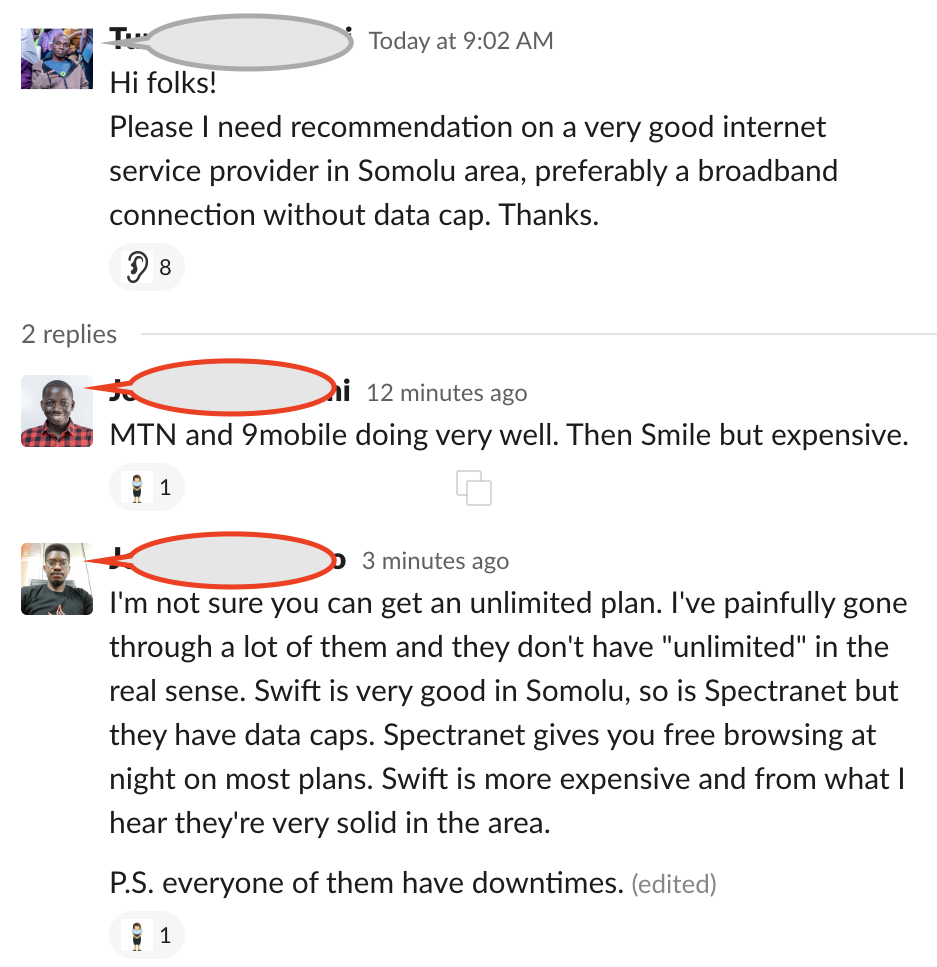 Today at 9:02 AM
Hi folks!
Please I need recommendation on a very good internet
service provider in Somolu area, preferably a broadband
connection without data cap. Thanks.
8
2 replies
12 minutes ago
MTN and 9mobile doing very well. Then Smile but expensive.
1
3 minutes ago
I'm not sure you can get an unlimited plan. I've painfully gone
through a lot of them and they don't have "unlimited" in the
real sense. Swift is very good in Somolu, so is Spectranet but
they have data caps. Spectranet gives you free browsing at
night on most plans. Swift is more expensive and from what I
hear they're very solid in the area.
P.S. everyone of them have downtimes. (edited)
1